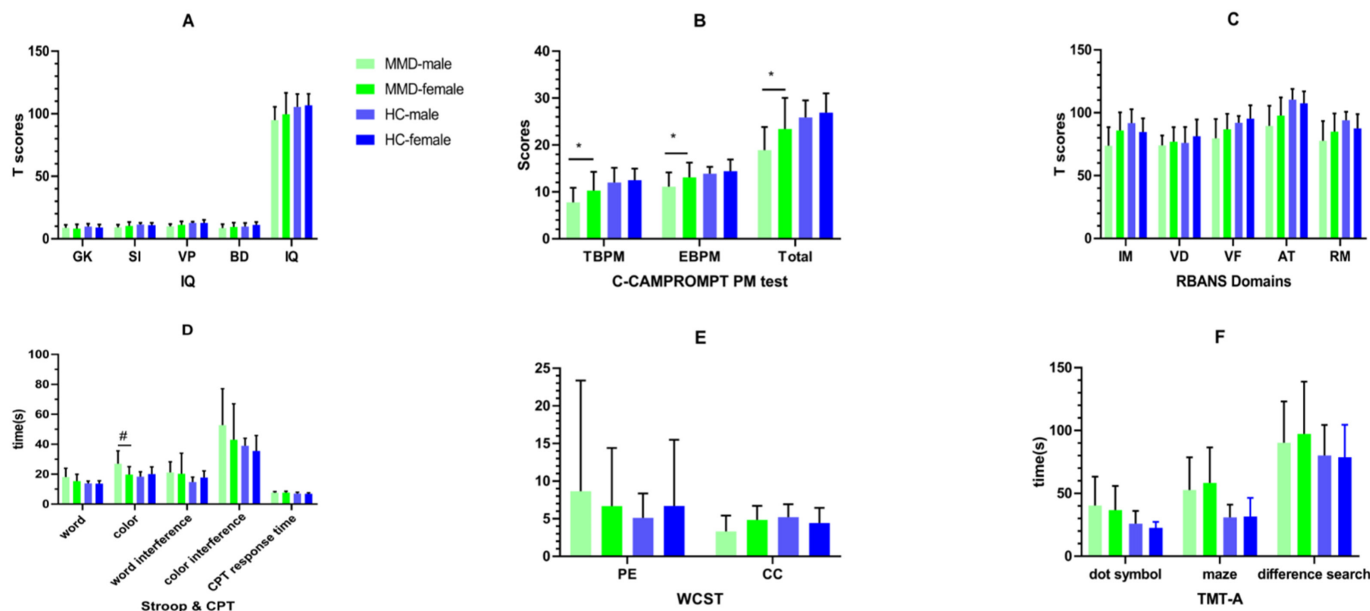 A
T scores
150
100
50
0
GK SI VP BD IQ
IQ
MMD-male
MMD-female
HC-male
HC-female
B
Scores
40
30
20
10
0
*
*
*
TBPM EBPM Total
C-CAMPROMPT PM test
C
T scores
150
100
50
0
IM VD VF AT RM
RBANS Domains
D
time(s)
100
80
60
40
20
0
#
word color word interference color interference CPT response time
Stroop & CPT
E
25
20
15
10
5
0
PE CC
WCST
F
time(s)
150
100
50
0
dot symbol maze difference search
TMT-A